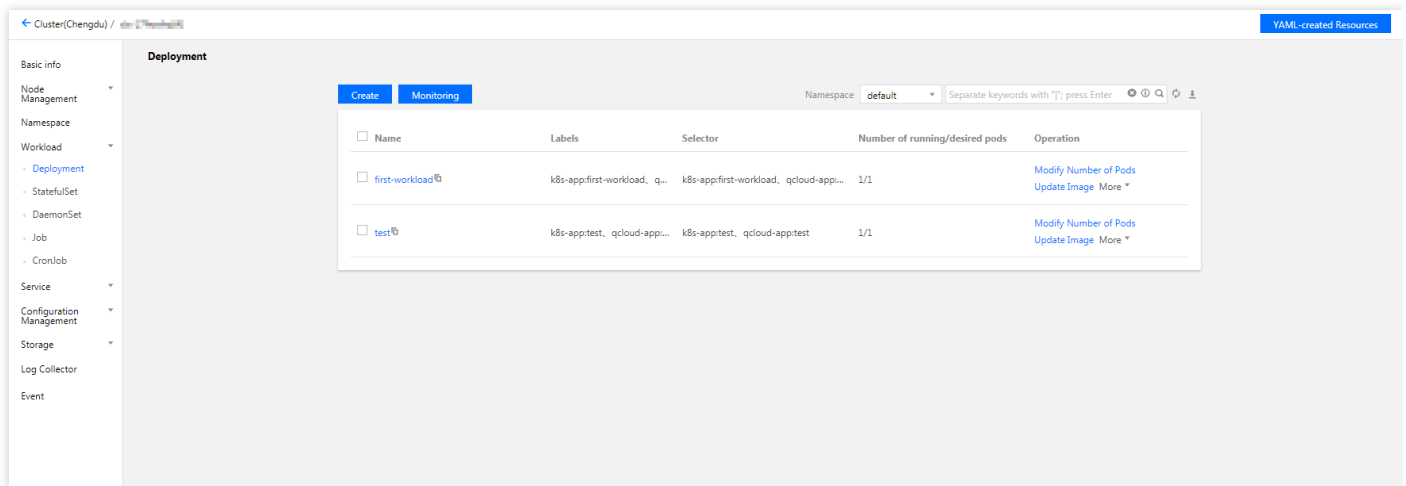 Cluster(Chengdu) /
YAML-created Resources
Basic info
Node Management
Namespace
Workload
Deployment
StatefulSet
DaemonSet
Job
CronJob
Service
Configuration Management
Storage
Log Collector
Event
Deployment
Create Monitoring
Namespace default Separate keywords with "|"; press Enter
Name Labels Selector Number of running/desired pods Operation
first-workload k8s-app:first-workload、q... k8s-app:first-workload、qcloud-app:... 1/1 Modify Number of Pods
Update Image More
test k8s-app:test、qcloud-app:... k8s-app:test、qcloud-app:test 1/1 Modify Number of Pods
Update Image More